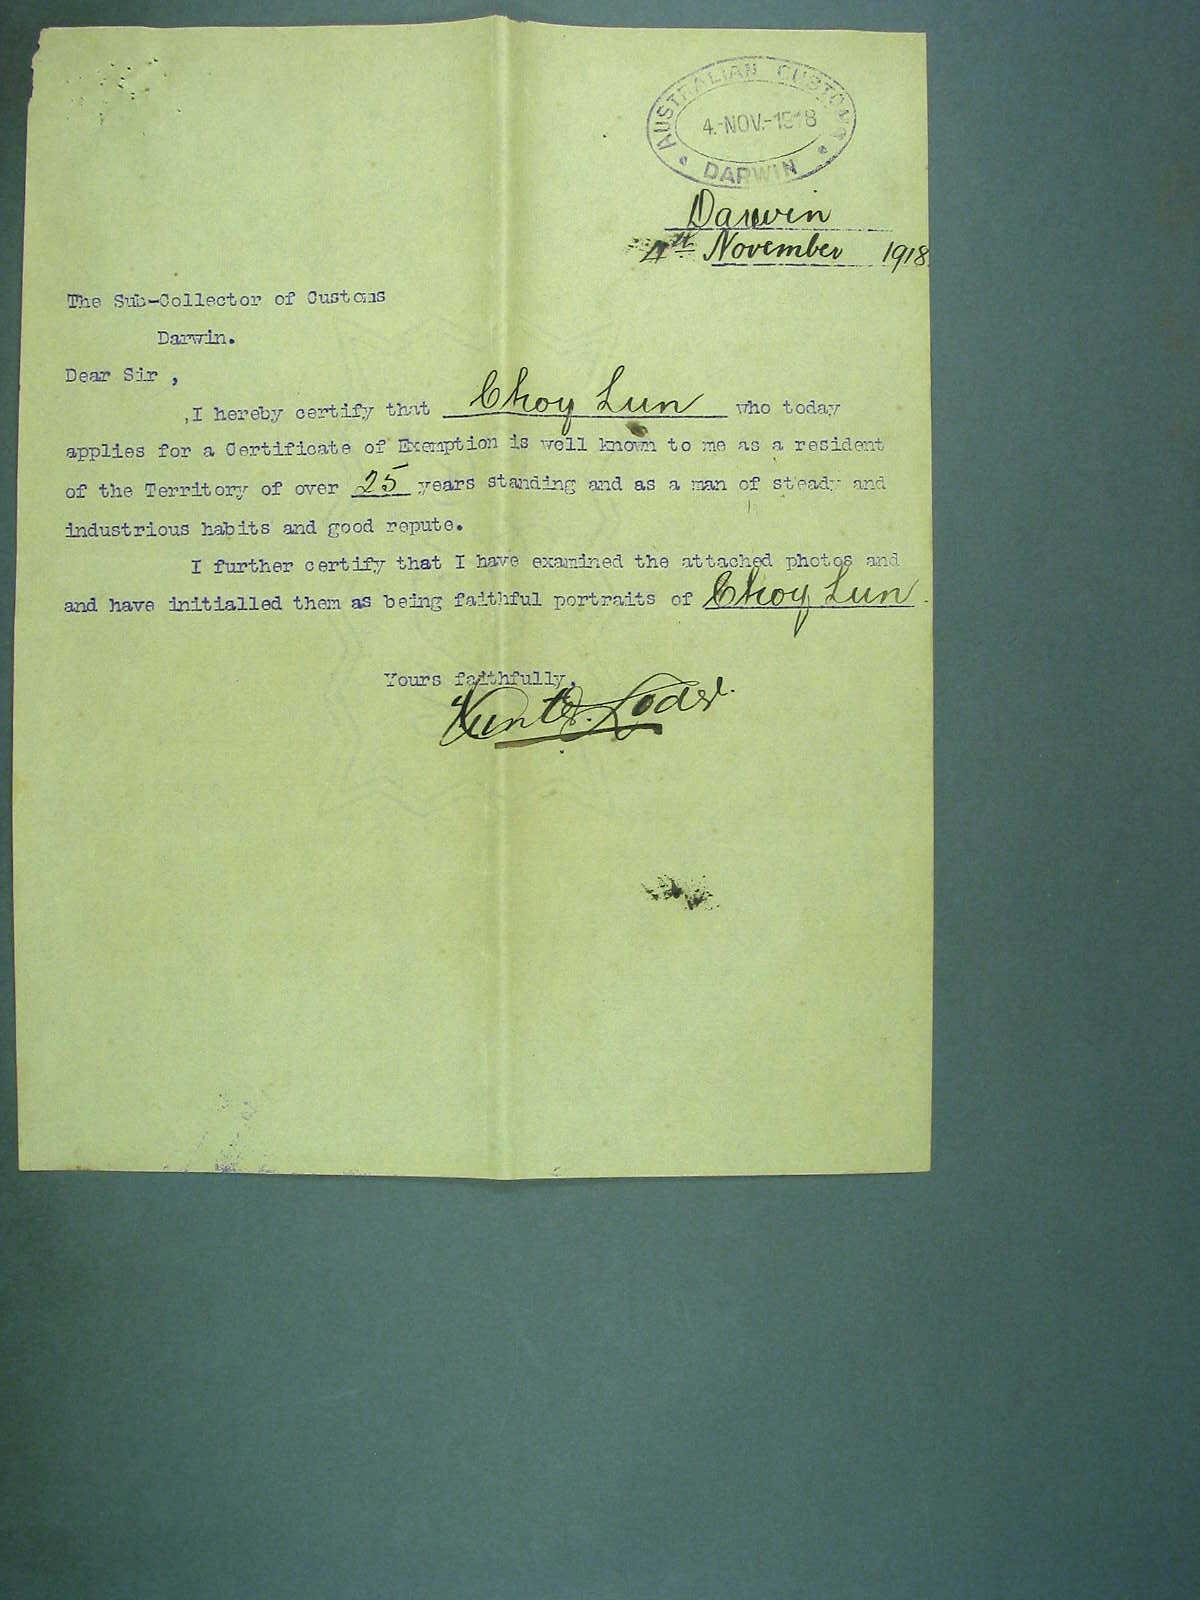 AUSTRALIAN CUSTOMS
4.-NOV.-1918
DARWIN
Darwin
4th November 1918
The Sub-Collector of Customs
Darwin.
Dear Sir ,
,I hereby certify that Choy Lun who today
applies for a Certificate of Exemption is well known to me as a resident
of the Territory of over 25 years standing and as a man of steady and
industrious habits and good repute.
I further certify that I have examined the attached photos and
and have initialled them as being faithful portraits of Choy Lun.
Yours faithfully,